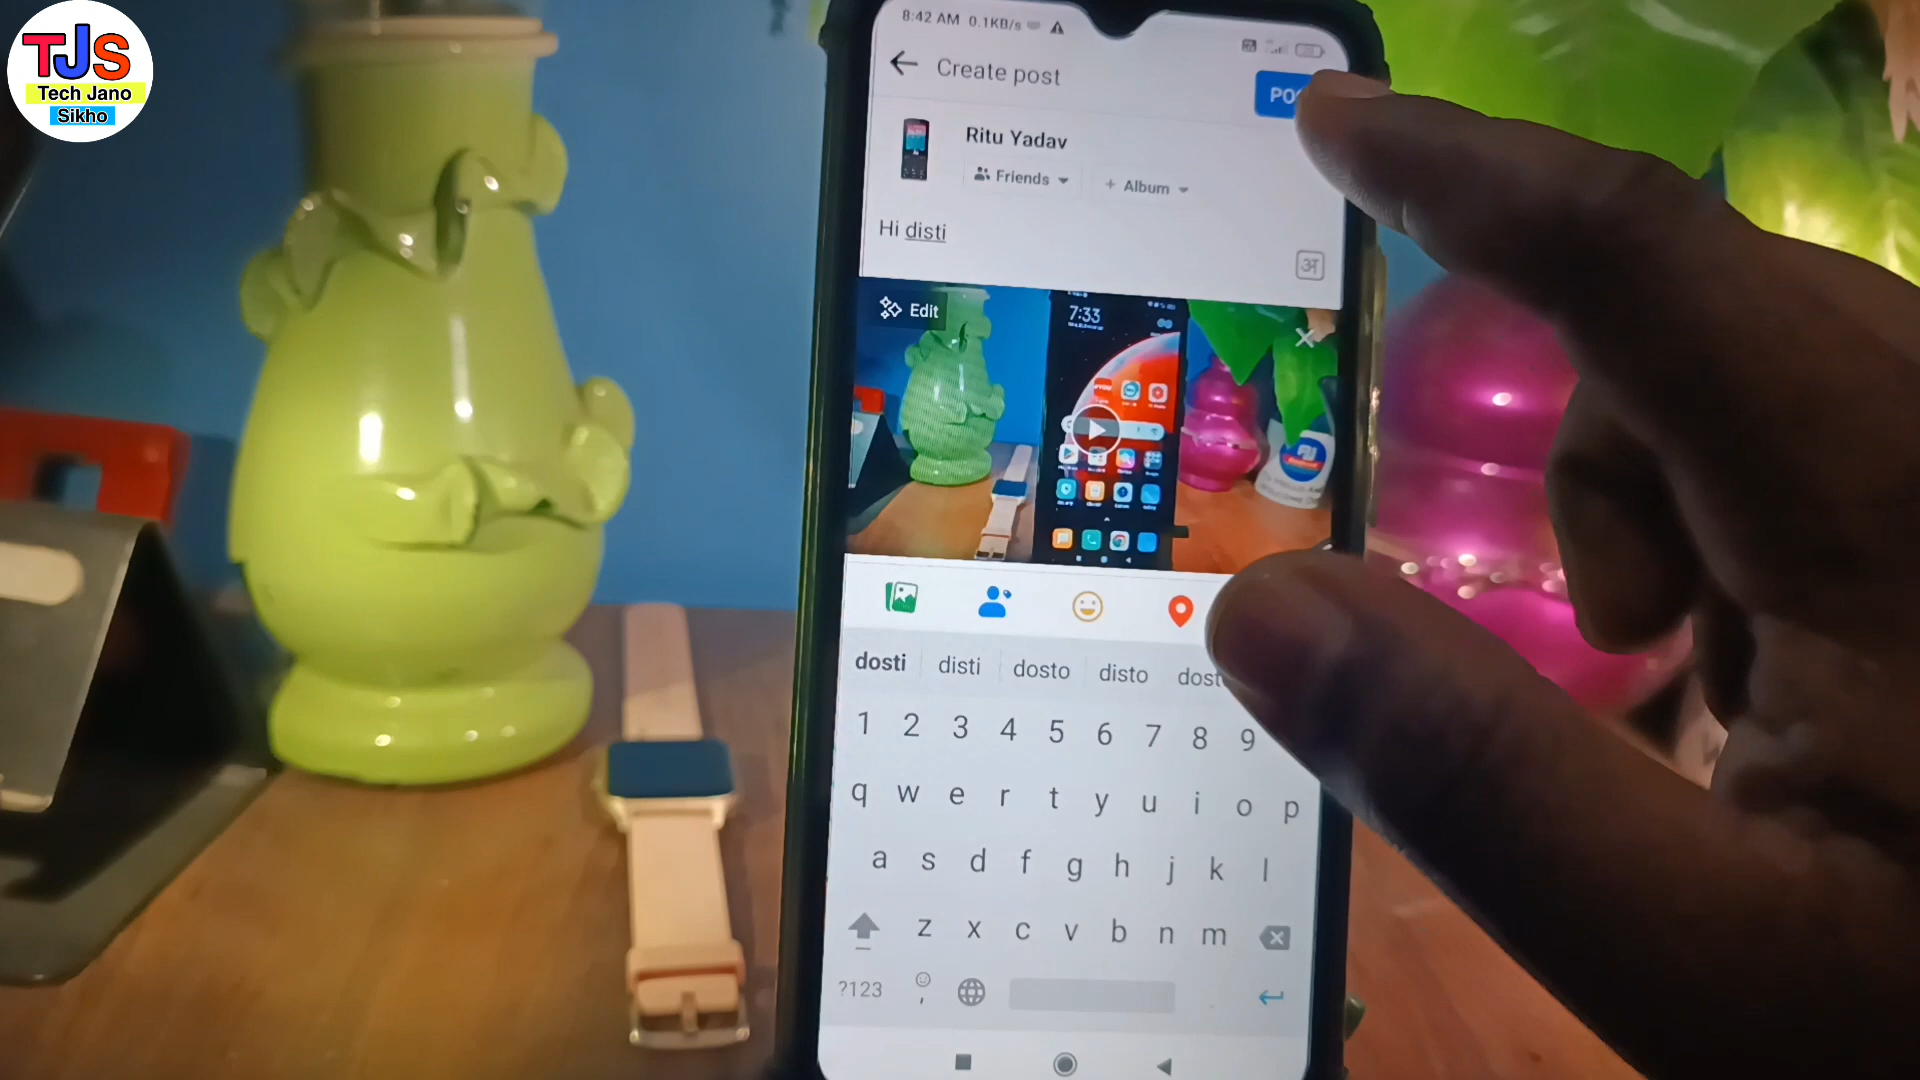 TJS
Tech Jano
Sikho
8:42 AM 0.1KB/s
Create post
Ritu Yadav
Friends
+ Album
Hi disti
अ
Edit
7:33
dosti disti dosto disto
1 2 3 4 5 6 7 8 9
q w e r t y u i o p
a s d f g h j k l
z x c v b n m
?123 ,